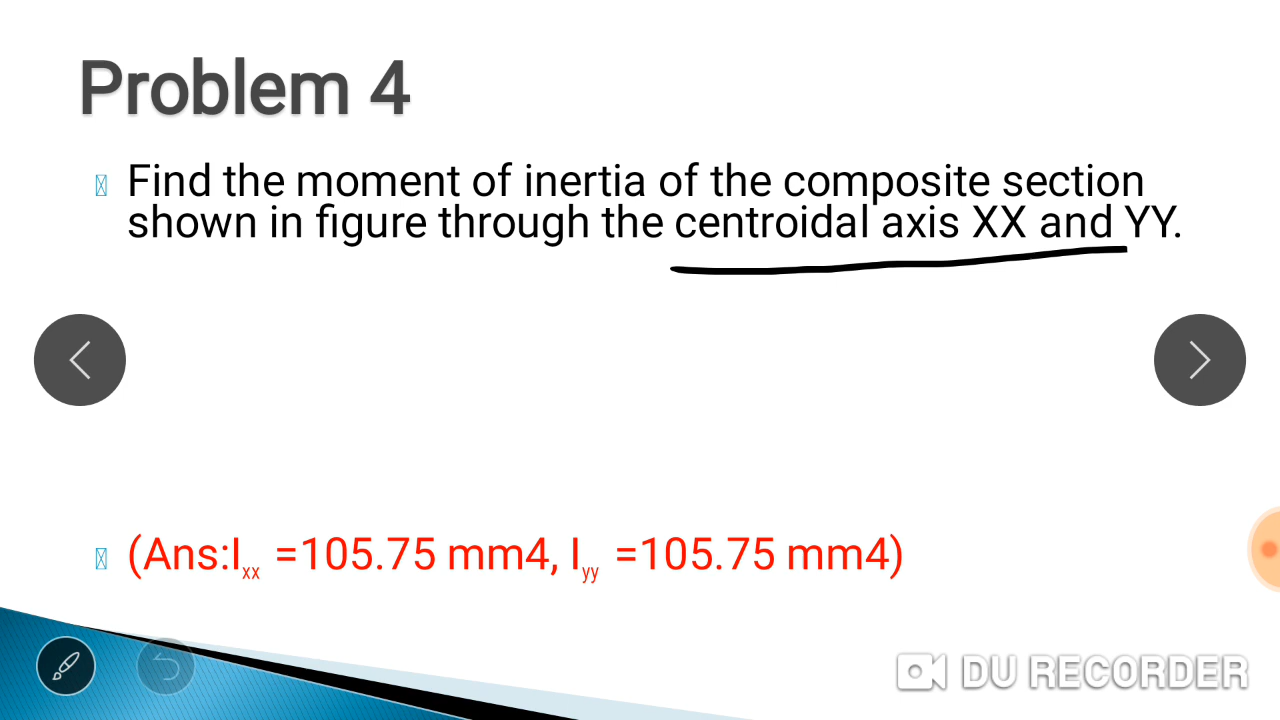 Problem 4
Find the moment of inertia of the composite section
shown in figure through the centroidal axis XX and YY.
(Ans:Ixx =105.75 mm4, Iyy =105.75 mm4)
DU RECORDER